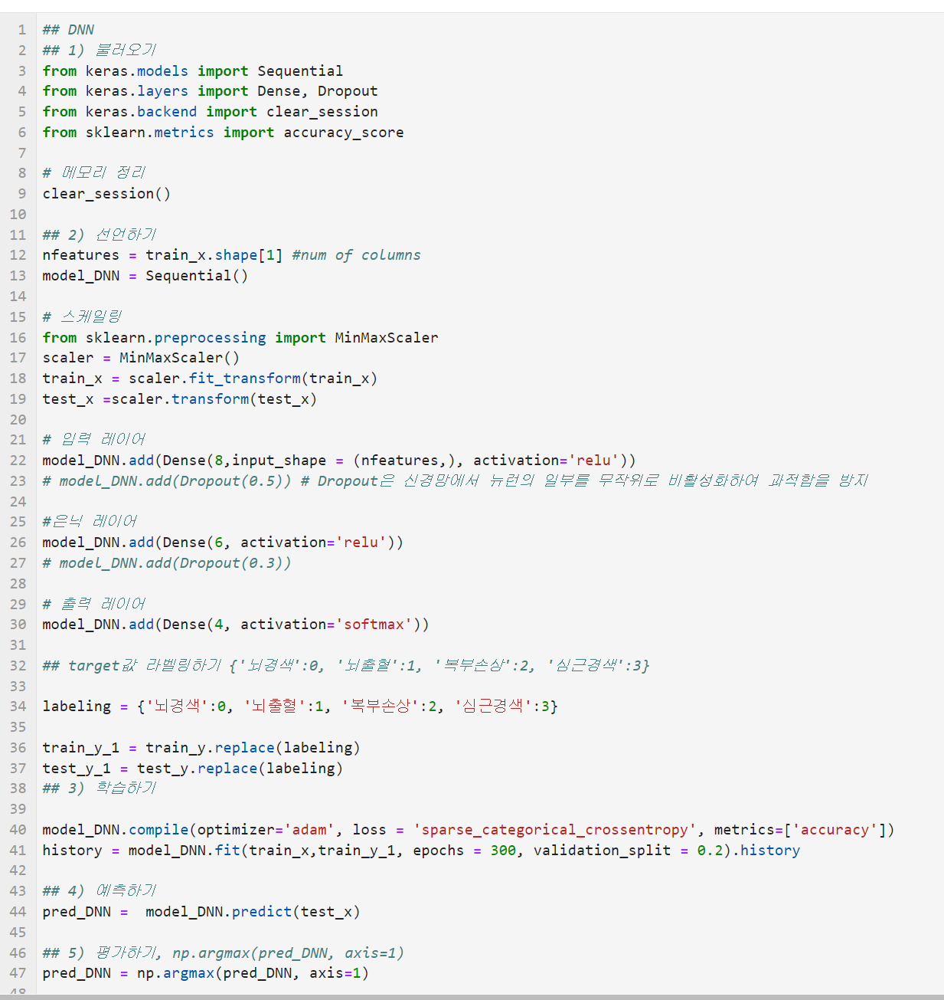 1 ## DNN
2 ## 1) 불러오기
3 from keras.models import Sequential
4 from keras.layers import Dense, Dropout
5 from keras.backend import clear_session
6 from sklearn.metrics import accuracy_score
7
8 # 메모리 정리
9 clear_session()
10
11 ## 2) 선언하기
12 nfeatures = train_x.shape[1] #num of columns
13 model_DNN = Sequential()
14
15 # 스케일링
16 from sklearn.preprocessing import MinMaxScaler
17 scaler = MinMaxScaler()
18 train_x = scaler.fit_transform(train_x)
19 test_x =scaler.transform(test_x)
20
21 # 입력 레이어
22 model_DNN.add(Dense(8,input_shape = (nfeatures,), activation='relu'))
23 # model_DNN.add(Dropout(0.5)) # Dropout은 신경망에서 뉴런의 일부를 무작위로 비활성화하여 과적합을 방지
24
25 #은닉 레이어
26 model_DNN.add(Dense(6, activation='relu'))
27 # model_DNN.add(Dropout(0.3))
28
29 # 출력 레이어
30 model_DNN.add(Dense(4, activation='softmax'))
31
32 ## target값 라벨링하기 {'뇌경색':0, '뇌출혈':1, '복부손상':2, '심근경색':3}
33
34 labeling = {'뇌경색':0, '뇌출혈':1, '복부손상':2, '심근경색':3}
35
36 train_y_1 = train_y.replace(labeling)
37 test_y_1 = test_y.replace(labeling)
38 ## 3) 학습하기
39
40 model_DNN.compile(optimizer='adam', loss = 'sparse_categorical_crossentropy', metrics=['accuracy'])
41 history = model_DNN.fit(train_x,train_y_1, epochs = 300, validation_split = 0.2).history
42
43 ## 4) 예측하기
44 pred_DNN =  model_DNN.predict(test_x)
45
46 ## 5) 평가하기, np.argmax(pred_DNN, axis=1)
47 pred_DNN = np.argmax(pred_DNN, axis=1)
48